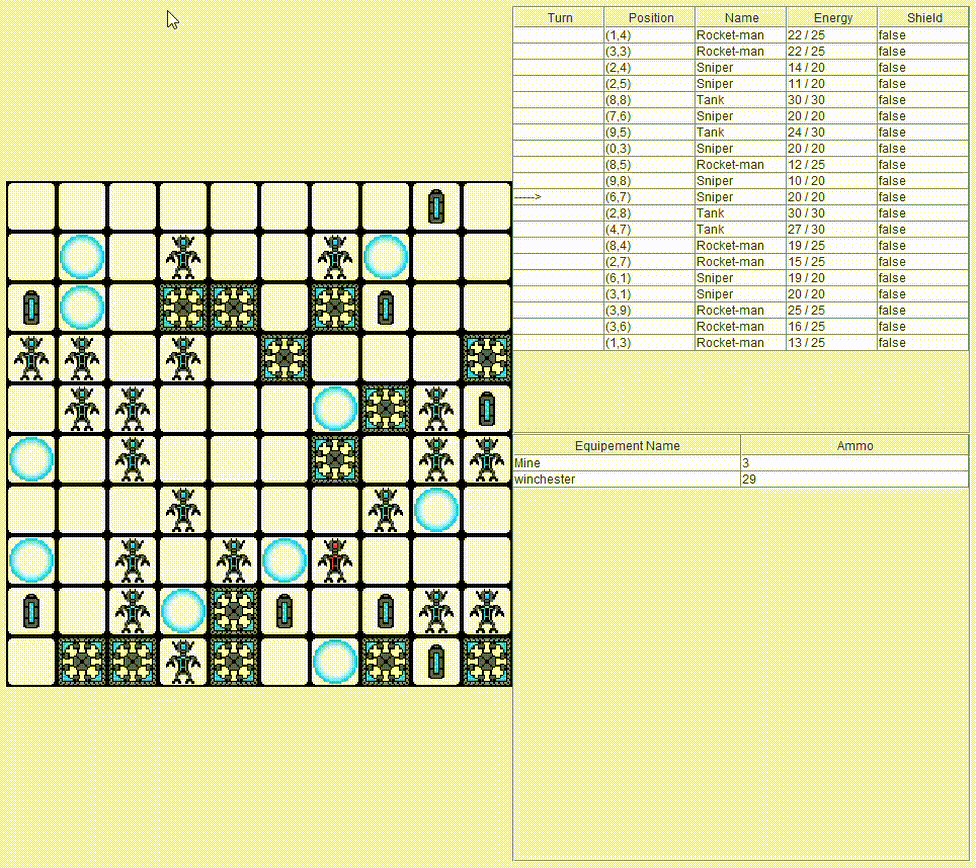 Turn Position Name Energy Shield
(1,4) Rocket-man 22 / 25 false
(3,3) Rocket-man 22 / 25 false
(2,4) Sniper 14 / 20 false
(2,5) Sniper 11 / 20 false
(8,8) Tank 30 / 30 false
(7,6) Sniper 20 / 20 false
(9,5) Tank 24 / 30 false
(0,3) Sniper 20 / 20 false
(8,5) Rocket-man 12 / 25 false
(9,8) Sniper 10 / 20 false
-----> (6,7) Sniper 20 / 20 false
(2,8) Tank 30 / 30 false
(4,7) Tank 27 / 30 false
(8,4) Rocket-man 19 / 25 false
(2,7) Rocket-man 15 / 25 false
(6,1) Sniper 19 / 20 false
(3,1) Sniper 20 / 20 false
(3,9) Rocket-man 25 / 25 false
(3,6) Rocket-man 16 / 25 false
(1,3) Rocket-man 13 / 25 false
Equipement Name Ammo
Mine 3
winchester 29